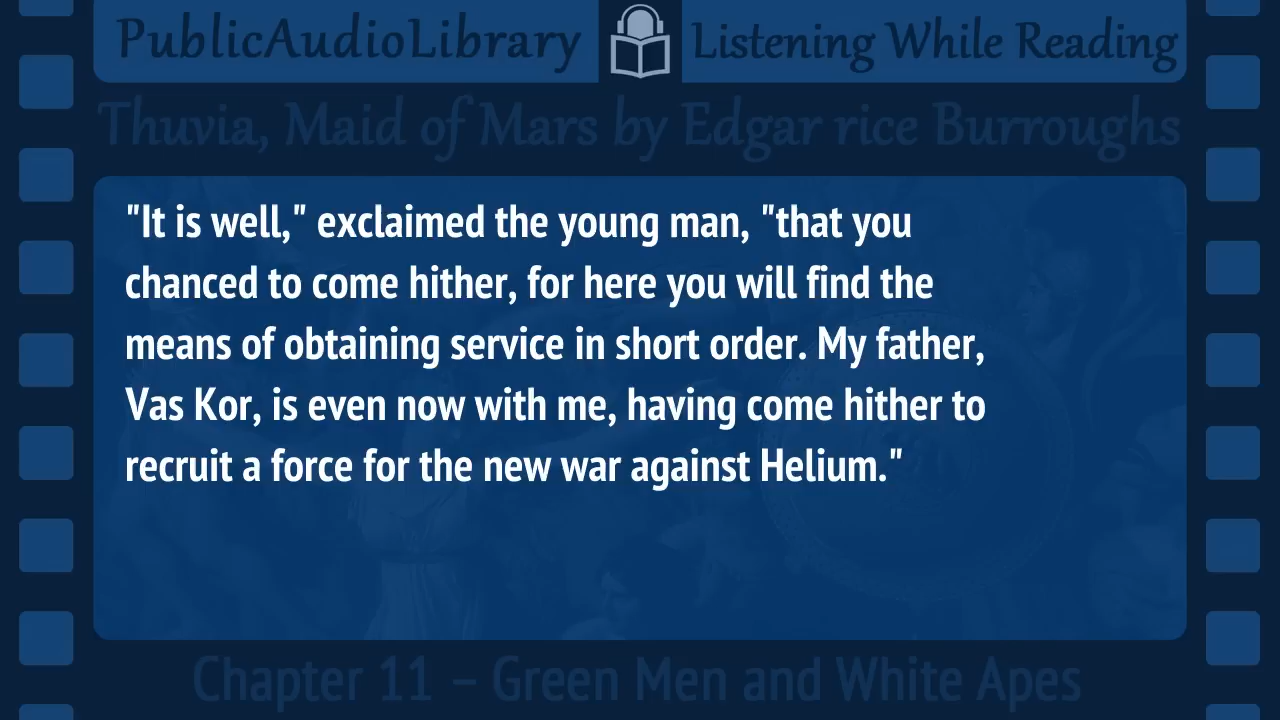 PublicAudioLibrary Listening While Reading
Thuvia, Maid of Mars by Edgar rice Burroughs
"It is well," exclaimed the young man, "that you
chanced to come hither, for here you will find the
means of obtaining service in short order. My father,
Vas Kor, is even now with me, having come hither to
recruit a force for the new war against Helium."
Chapter 11 – Green Men and White Apes